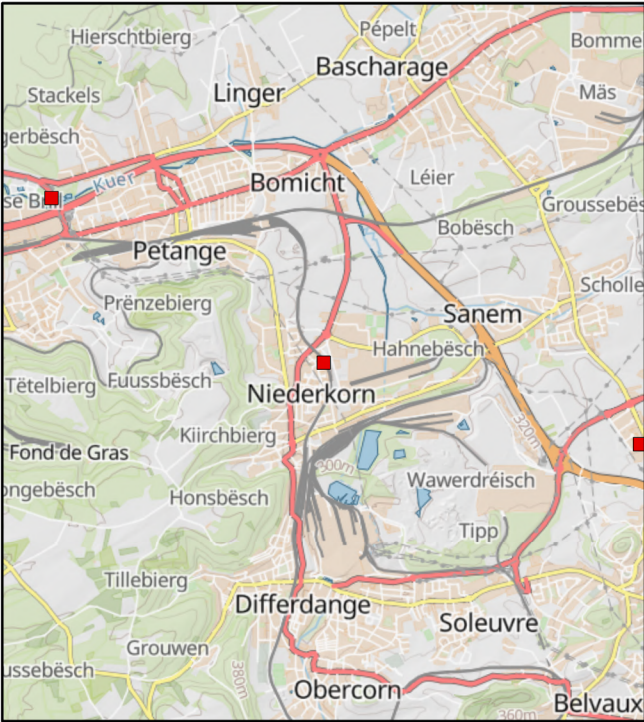 Pépelt
Hierschtbierg
Bomme
Bascharage
Mäs
Linger
Stackels
gerbësch
Léier
Kuer
Bomicht
Groussebës
Bobësch
Petange
Scholle
Prënzebierg
Sanem
Hahnebësch
Fuussbësch
Tëtelbierg
Niederkorn
320m
Kiirchbierg
Fond de Gras
300m
Wawerdréisch
ongebësch
Honsbësch
Tipp
Tillebierg
Differdange
Soleuvre
Grouwen
ussebësch
380m
Obercorn
Belvaux
360m